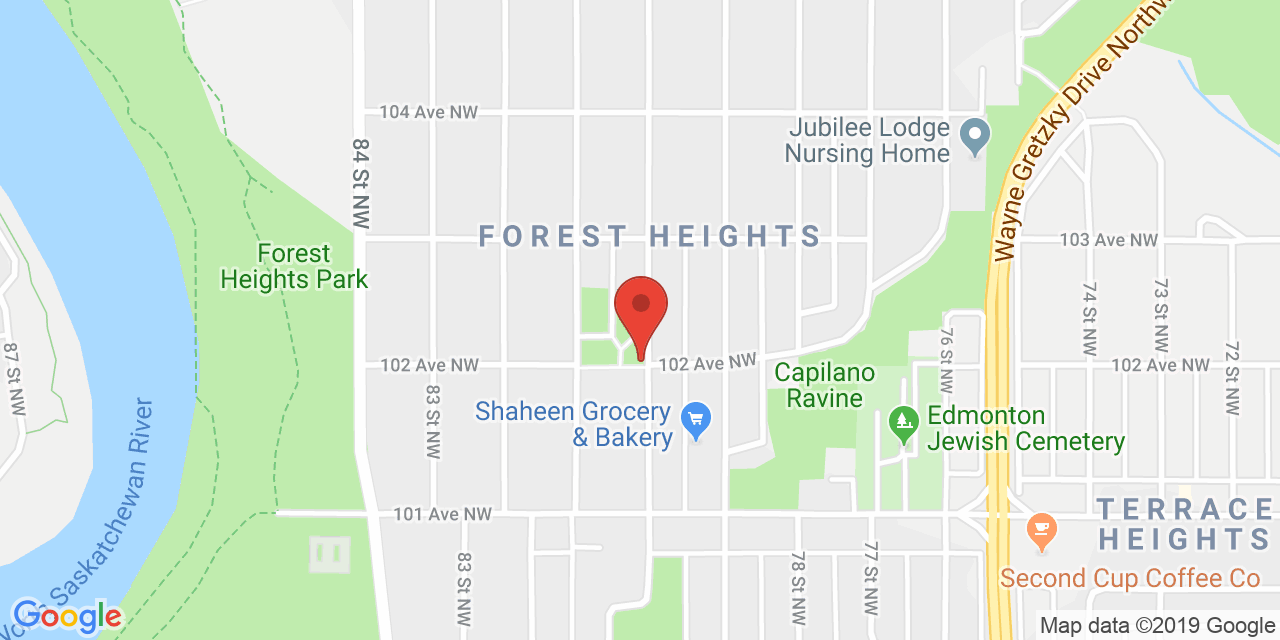 Wayne Gretzky Drive Northw
104 Ave NW
Jubilee Lodge
Nursing Home
84 St NW
FOREST HEIGHTS
103 Ave NW
Forest
Heights Park
74 St NW
73 St NW
87 St NW
102 Ave NW
102 Ave NW
76 St NW
102 Ave NW
72 St NW
Capilano
Ravine
83 St NW
Shaheen Grocery
& Bakery
Edmonton
Jewish Cemetery
Saskatchewan River
101 Ave NW
TERRACE
HEIGHTS
83 St NW
78 St NW
77 St NW
Second Cup Coffee Co
Google
Map data ©2019 Google